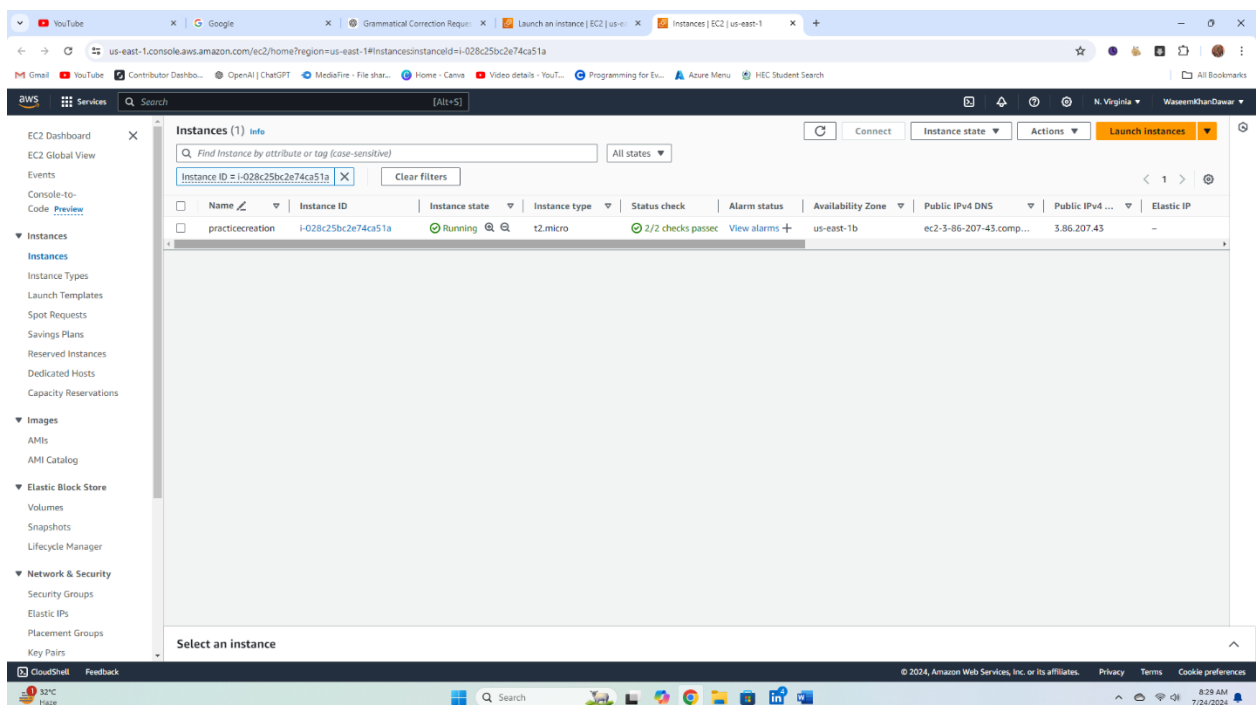 YouTube
Google
Grammatical Correction Reque
Launch an instance | EC2 | us-e
Instances | EC2 | us-east-1
us-east-1.console.aws.amazon.com/ec2/home?region=us-east-1#InstancesinstanceId=i-028c25bc2e74ca51a
Gmail
YouTube
Contributor Dashbo...
OpenAI | ChatGPT
MediaFire - File shar...
Home - Canva
Video details - YouT...
Programming for Ev...
Azure Menu
HEC Student Search
All Bookmarks
aws
Services
Search
[Alt+S]
N. Virginia
WaseemKhanDawar
EC2 Dashboard
EC2 Global View
Events
Console-to-
Code Preview
Instances
Instances
Instance Types
Launch Templates
Spot Requests
Savings Plans
Reserved Instances
Dedicated Hosts
Capacity Reservations
Images
AMIs
AMI Catalog
Elastic Block Store
Volumes
Snapshots
Lifecycle Manager
Network & Security
Security Groups
Elastic IPs
Placement Groups
Key Pairs
Instances (1) Info
Connect
Instance state
Actions
Launch instances
Find Instance by attribute or tag (case-sensitive)
All states
Instance ID = i-028c25bc2e74ca51a
Clear filters
1
Name
Instance ID
Instance state
Instance type
Status check
Alarm status
Availability Zone
Public IPv4 DNS
Public IPv4 ...
Elastic IP
practicecreation
i-028c25bc2e74ca51a
Running
t2.micro
2/2 checks passec
View alarms +
us-east-1b
ec2-3-86-207-43.comp...
3.86.207.43
–
Select an instance
CloudShell
Feedback
© 2024, Amazon Web Services, Inc. or its affiliates.
Privacy
Terms
Cookie preferences
1
32°C
Haze
Search
8:29 AM
7/24/2024